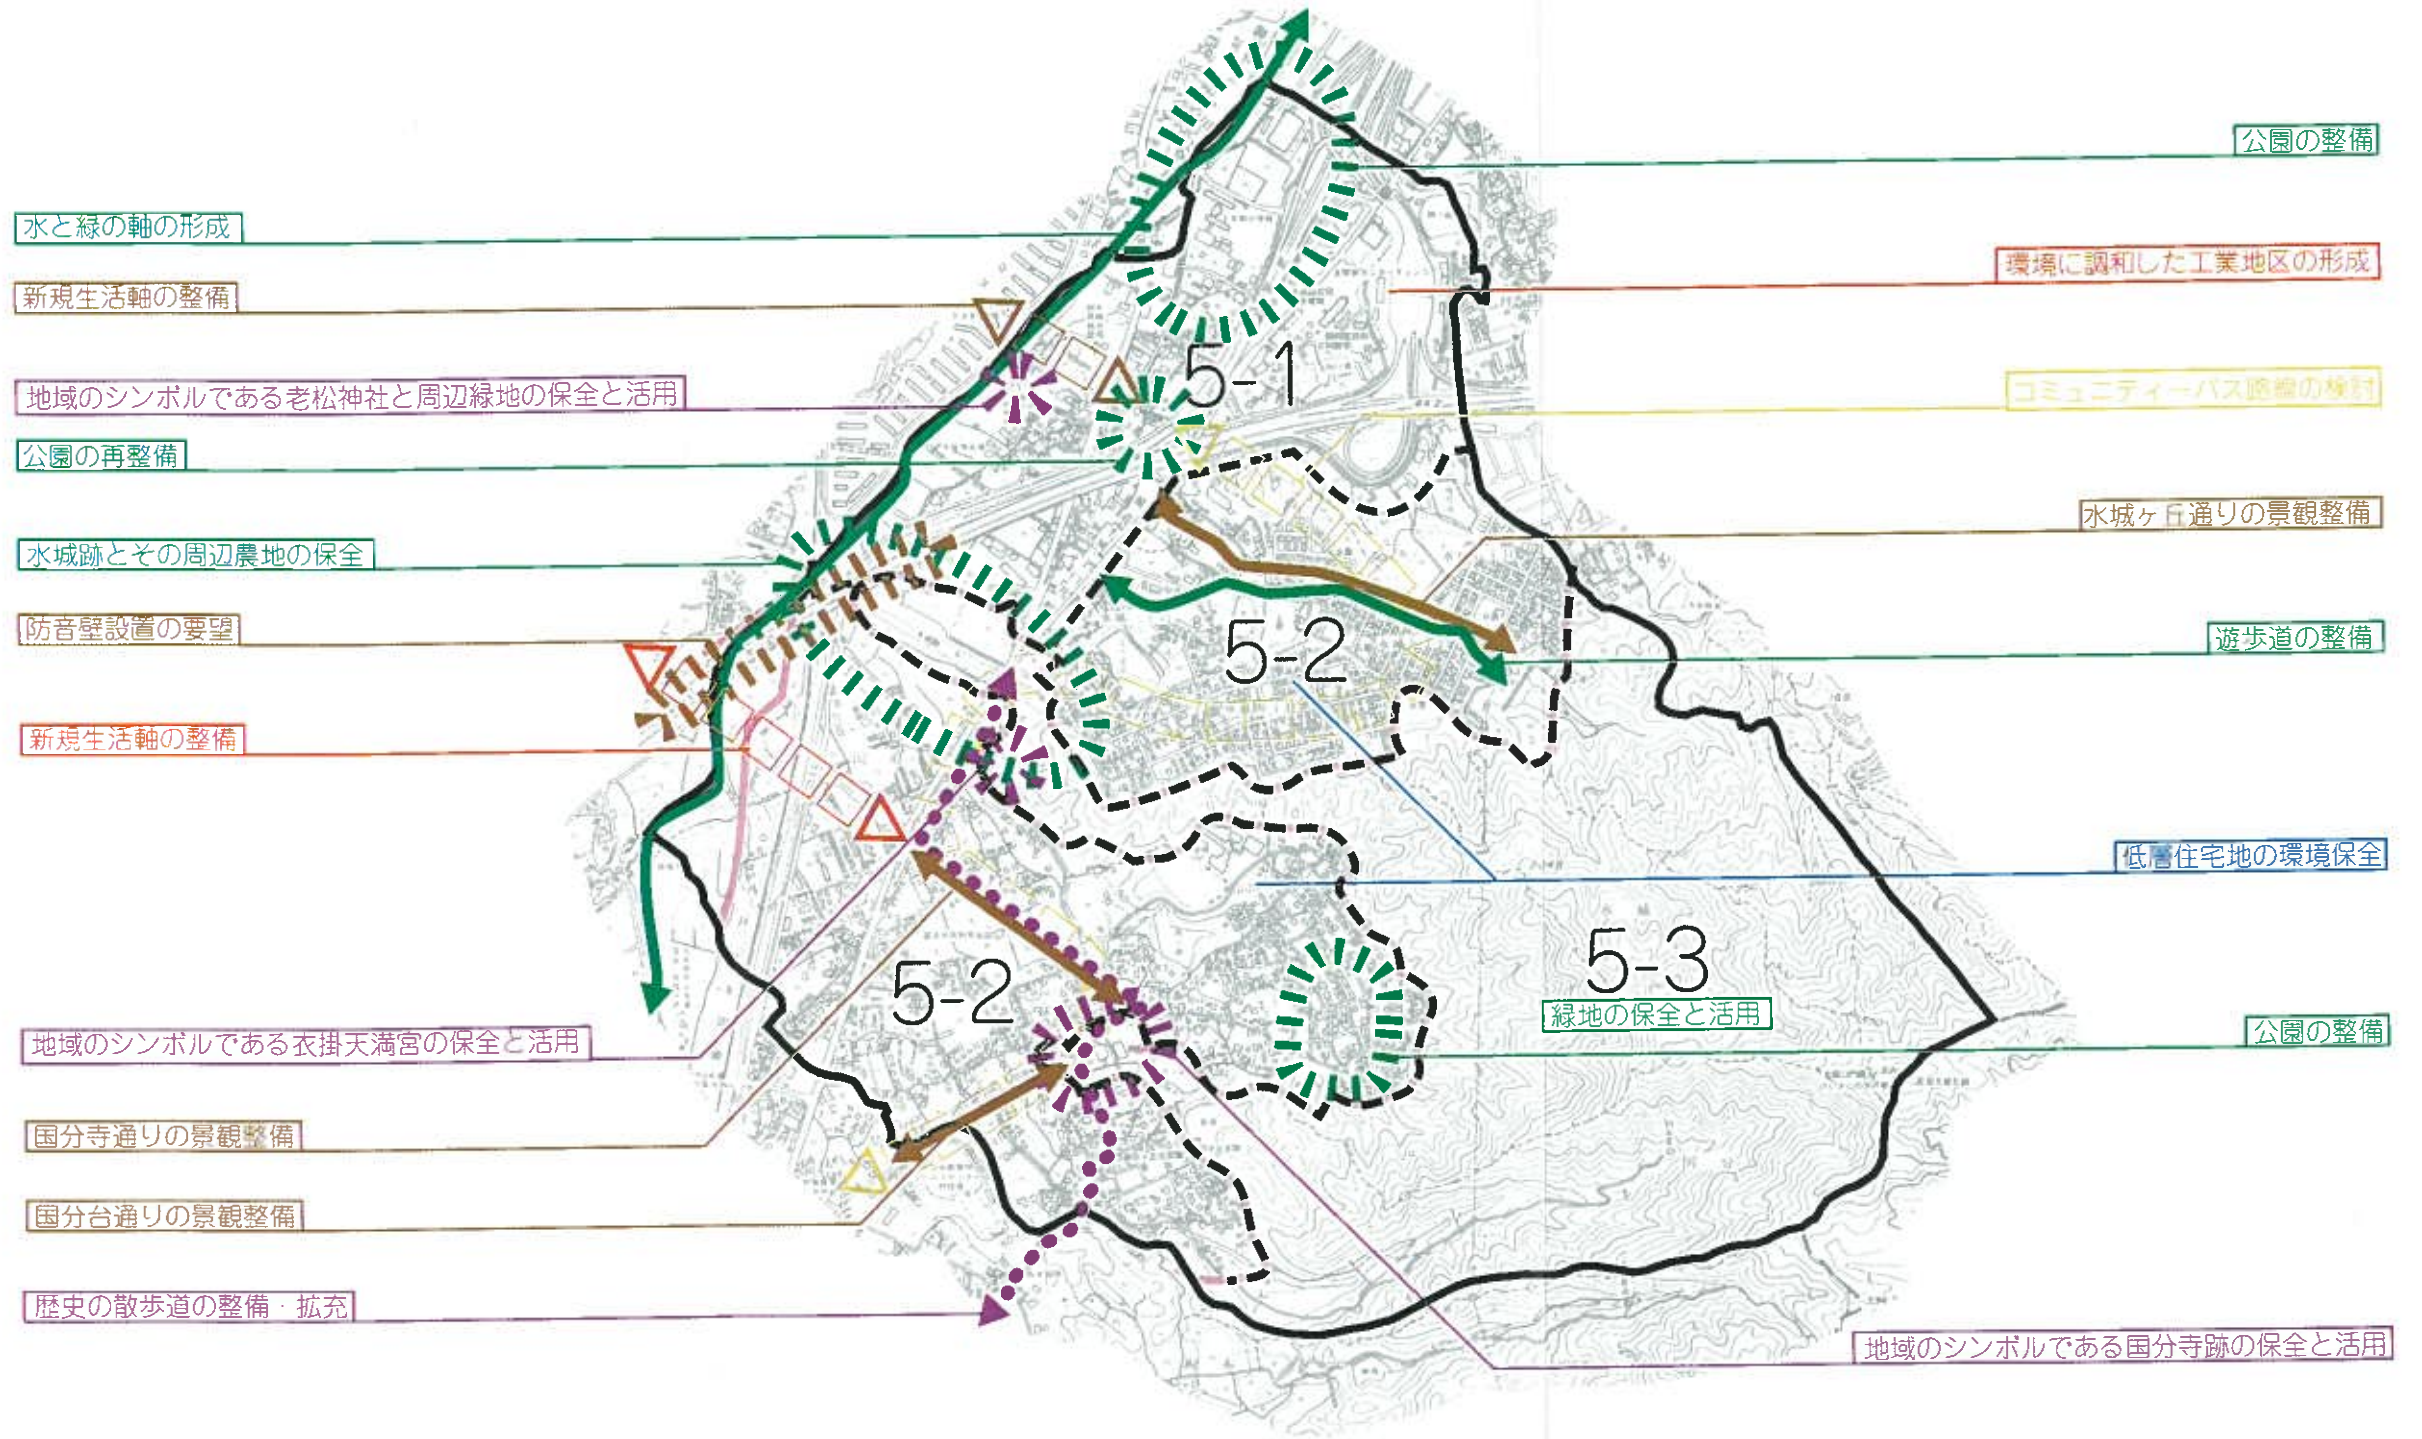 公園の整備
水と緑の軸の形成
環境に調和した工業地区の形成
新規生活軸の整備
5-1
地域のシンボルである老松神社と周辺緑地の保全と活用
コミュニティーバス路線の検討
公園の再整備
水城ヶ丘通りの景観整備
水城跡とその周辺農地の保全
防音壁設置の要望
遊歩道の整備
5-2
新規生活軸の整備
低層住宅地の環境保全
5-3
5-2
緑地の保全と活用
公園の整備
地域のシンボルである衣掛天満宮の保全と活用
国分寺通りの景観整備
国分台通りの景観整備
歴史の散歩道の整備・拡充
地域のシンボルである国分寺跡の保全と活用